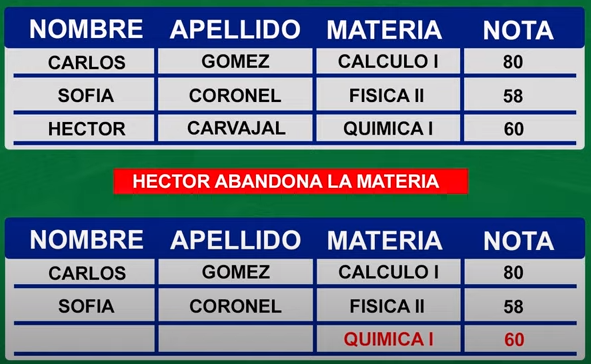 NOMBRE APELLIDO MATERIA NOTA
CARLOS GOMEZ CALCULO I 80
SOFIA CORONEL FISICA II 58
HECTOR CARVAJAL QUIMICA I 60
HECTOR ABANDONA LA MATERIA
NOMBRE APELLIDO MATERIA NOTA
CARLOS GOMEZ CALCULO I 80
SOFIA CORONEL FISICA II 58
QUIMICA I 60